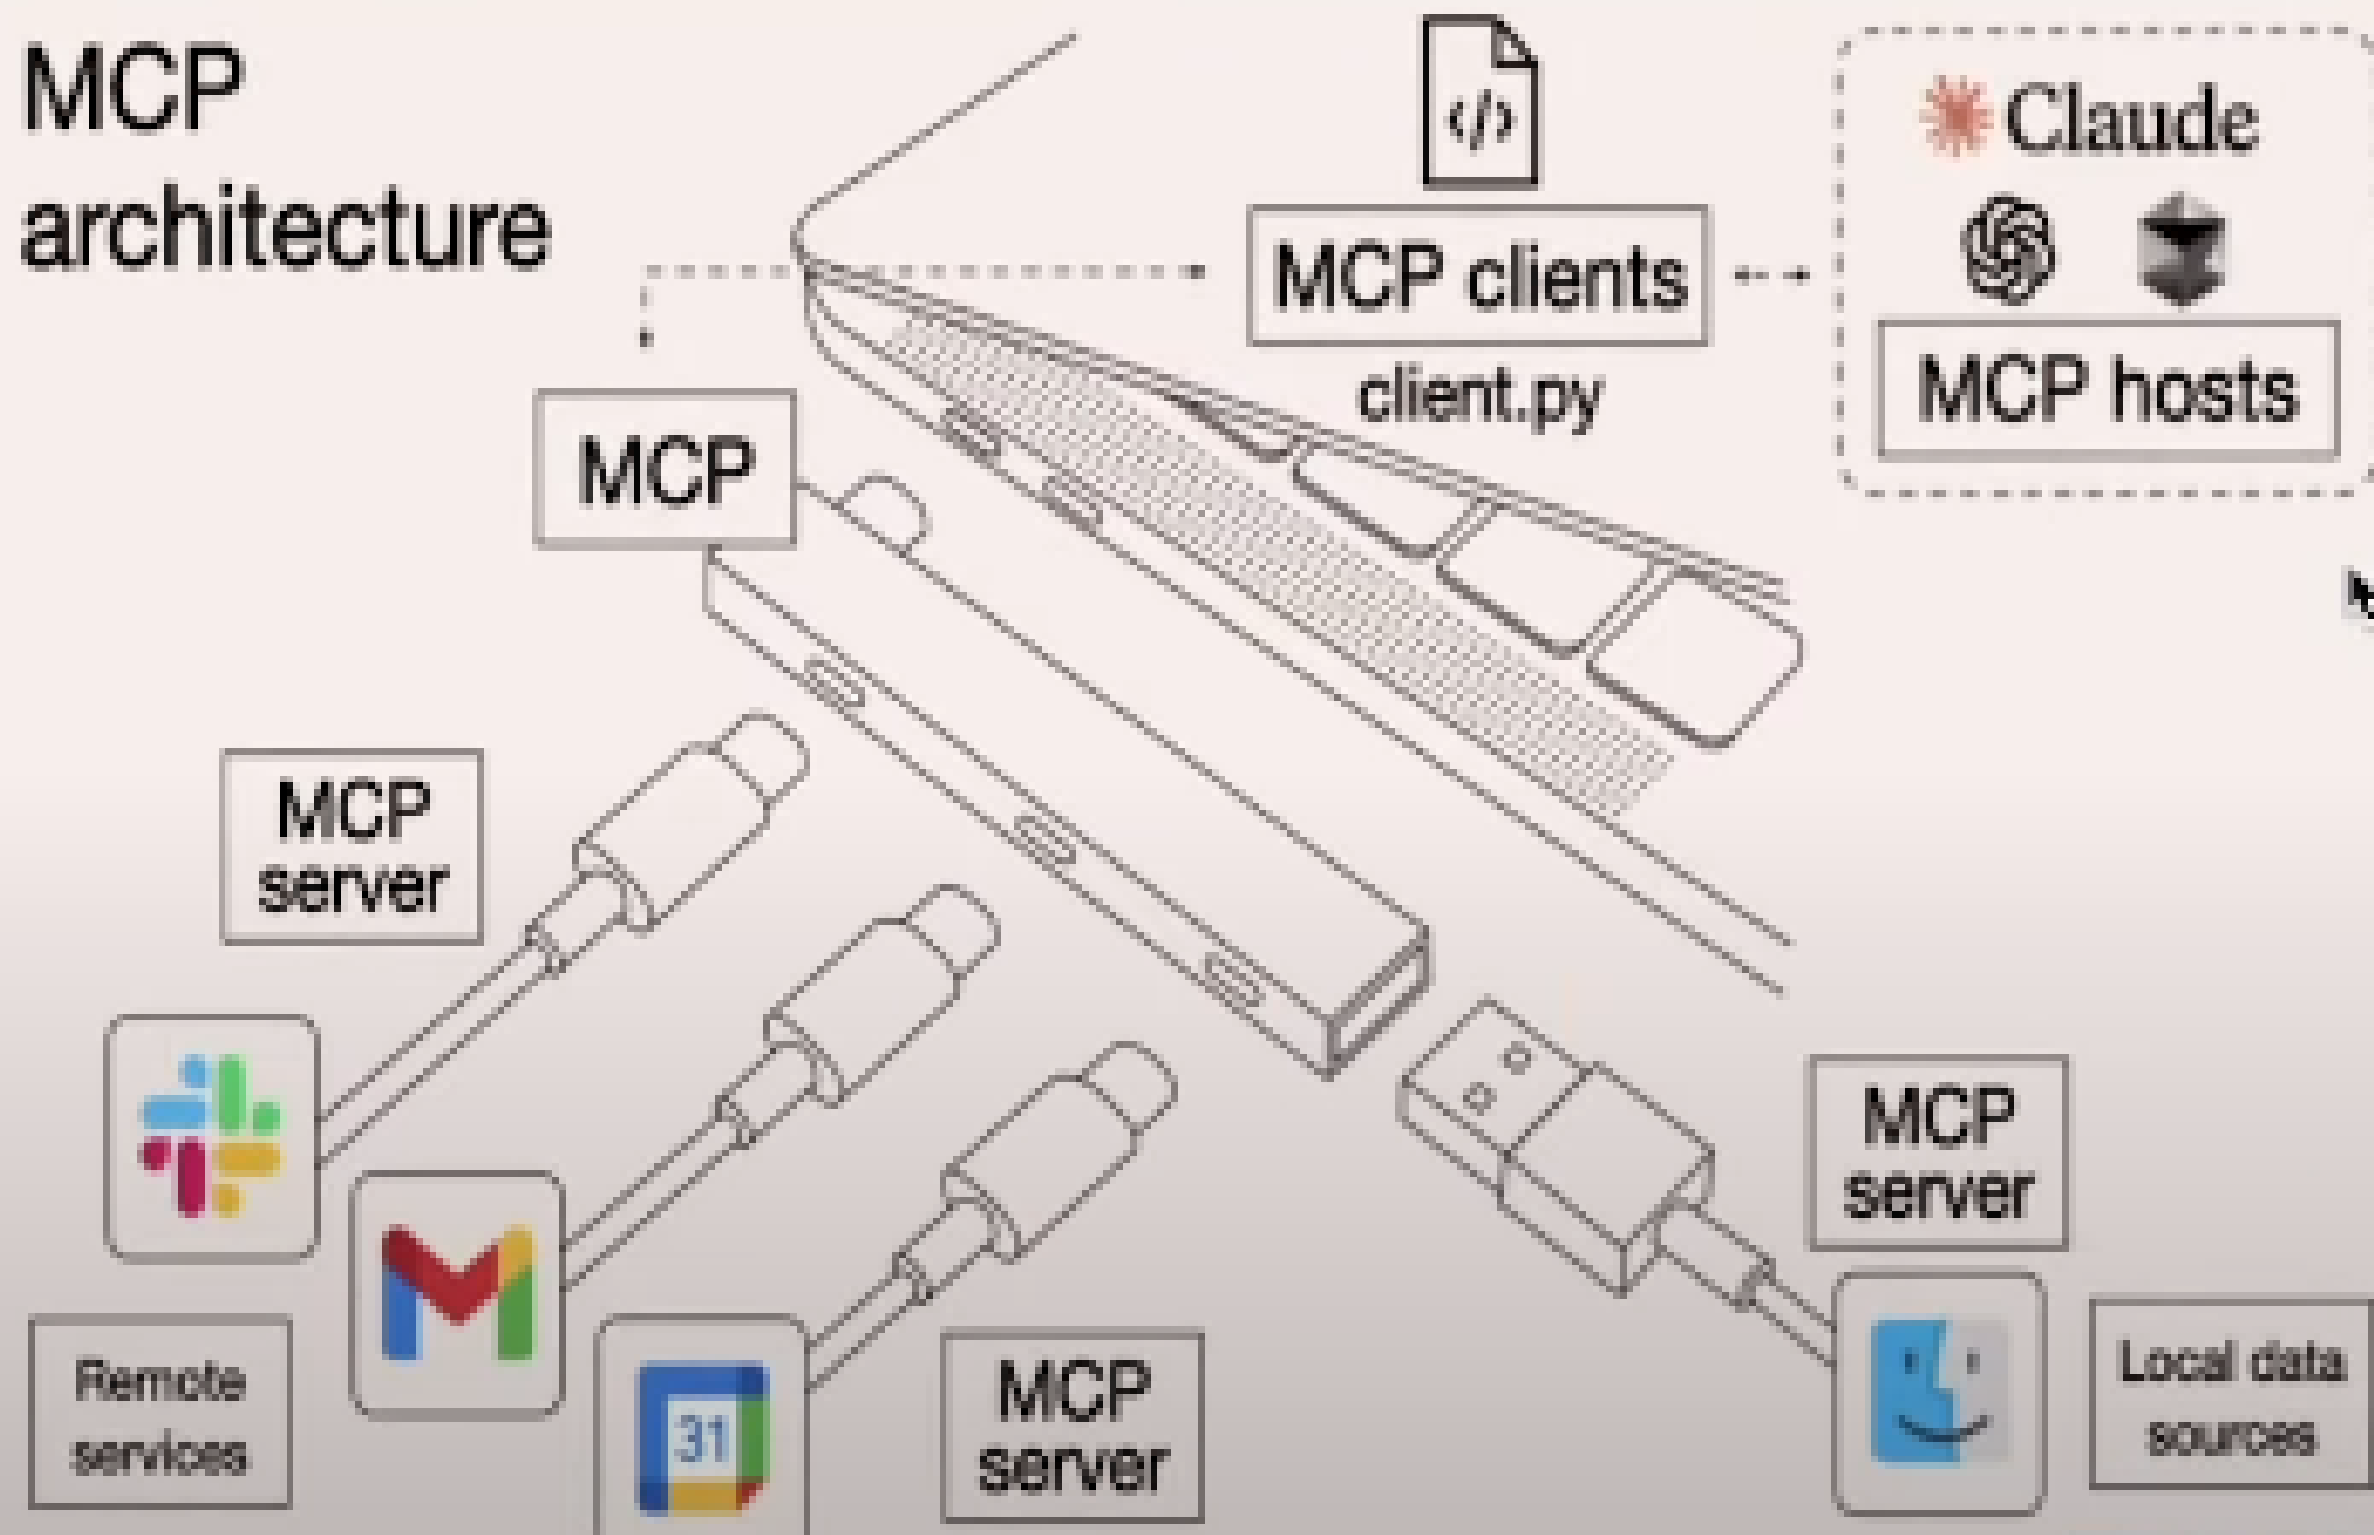 MCP
architecture
</>
MCP clients
client.py
Claude
MCP hosts
MCP
MCP
server
Remote
services
31
MCP
server
MCP
server
Local data
sources